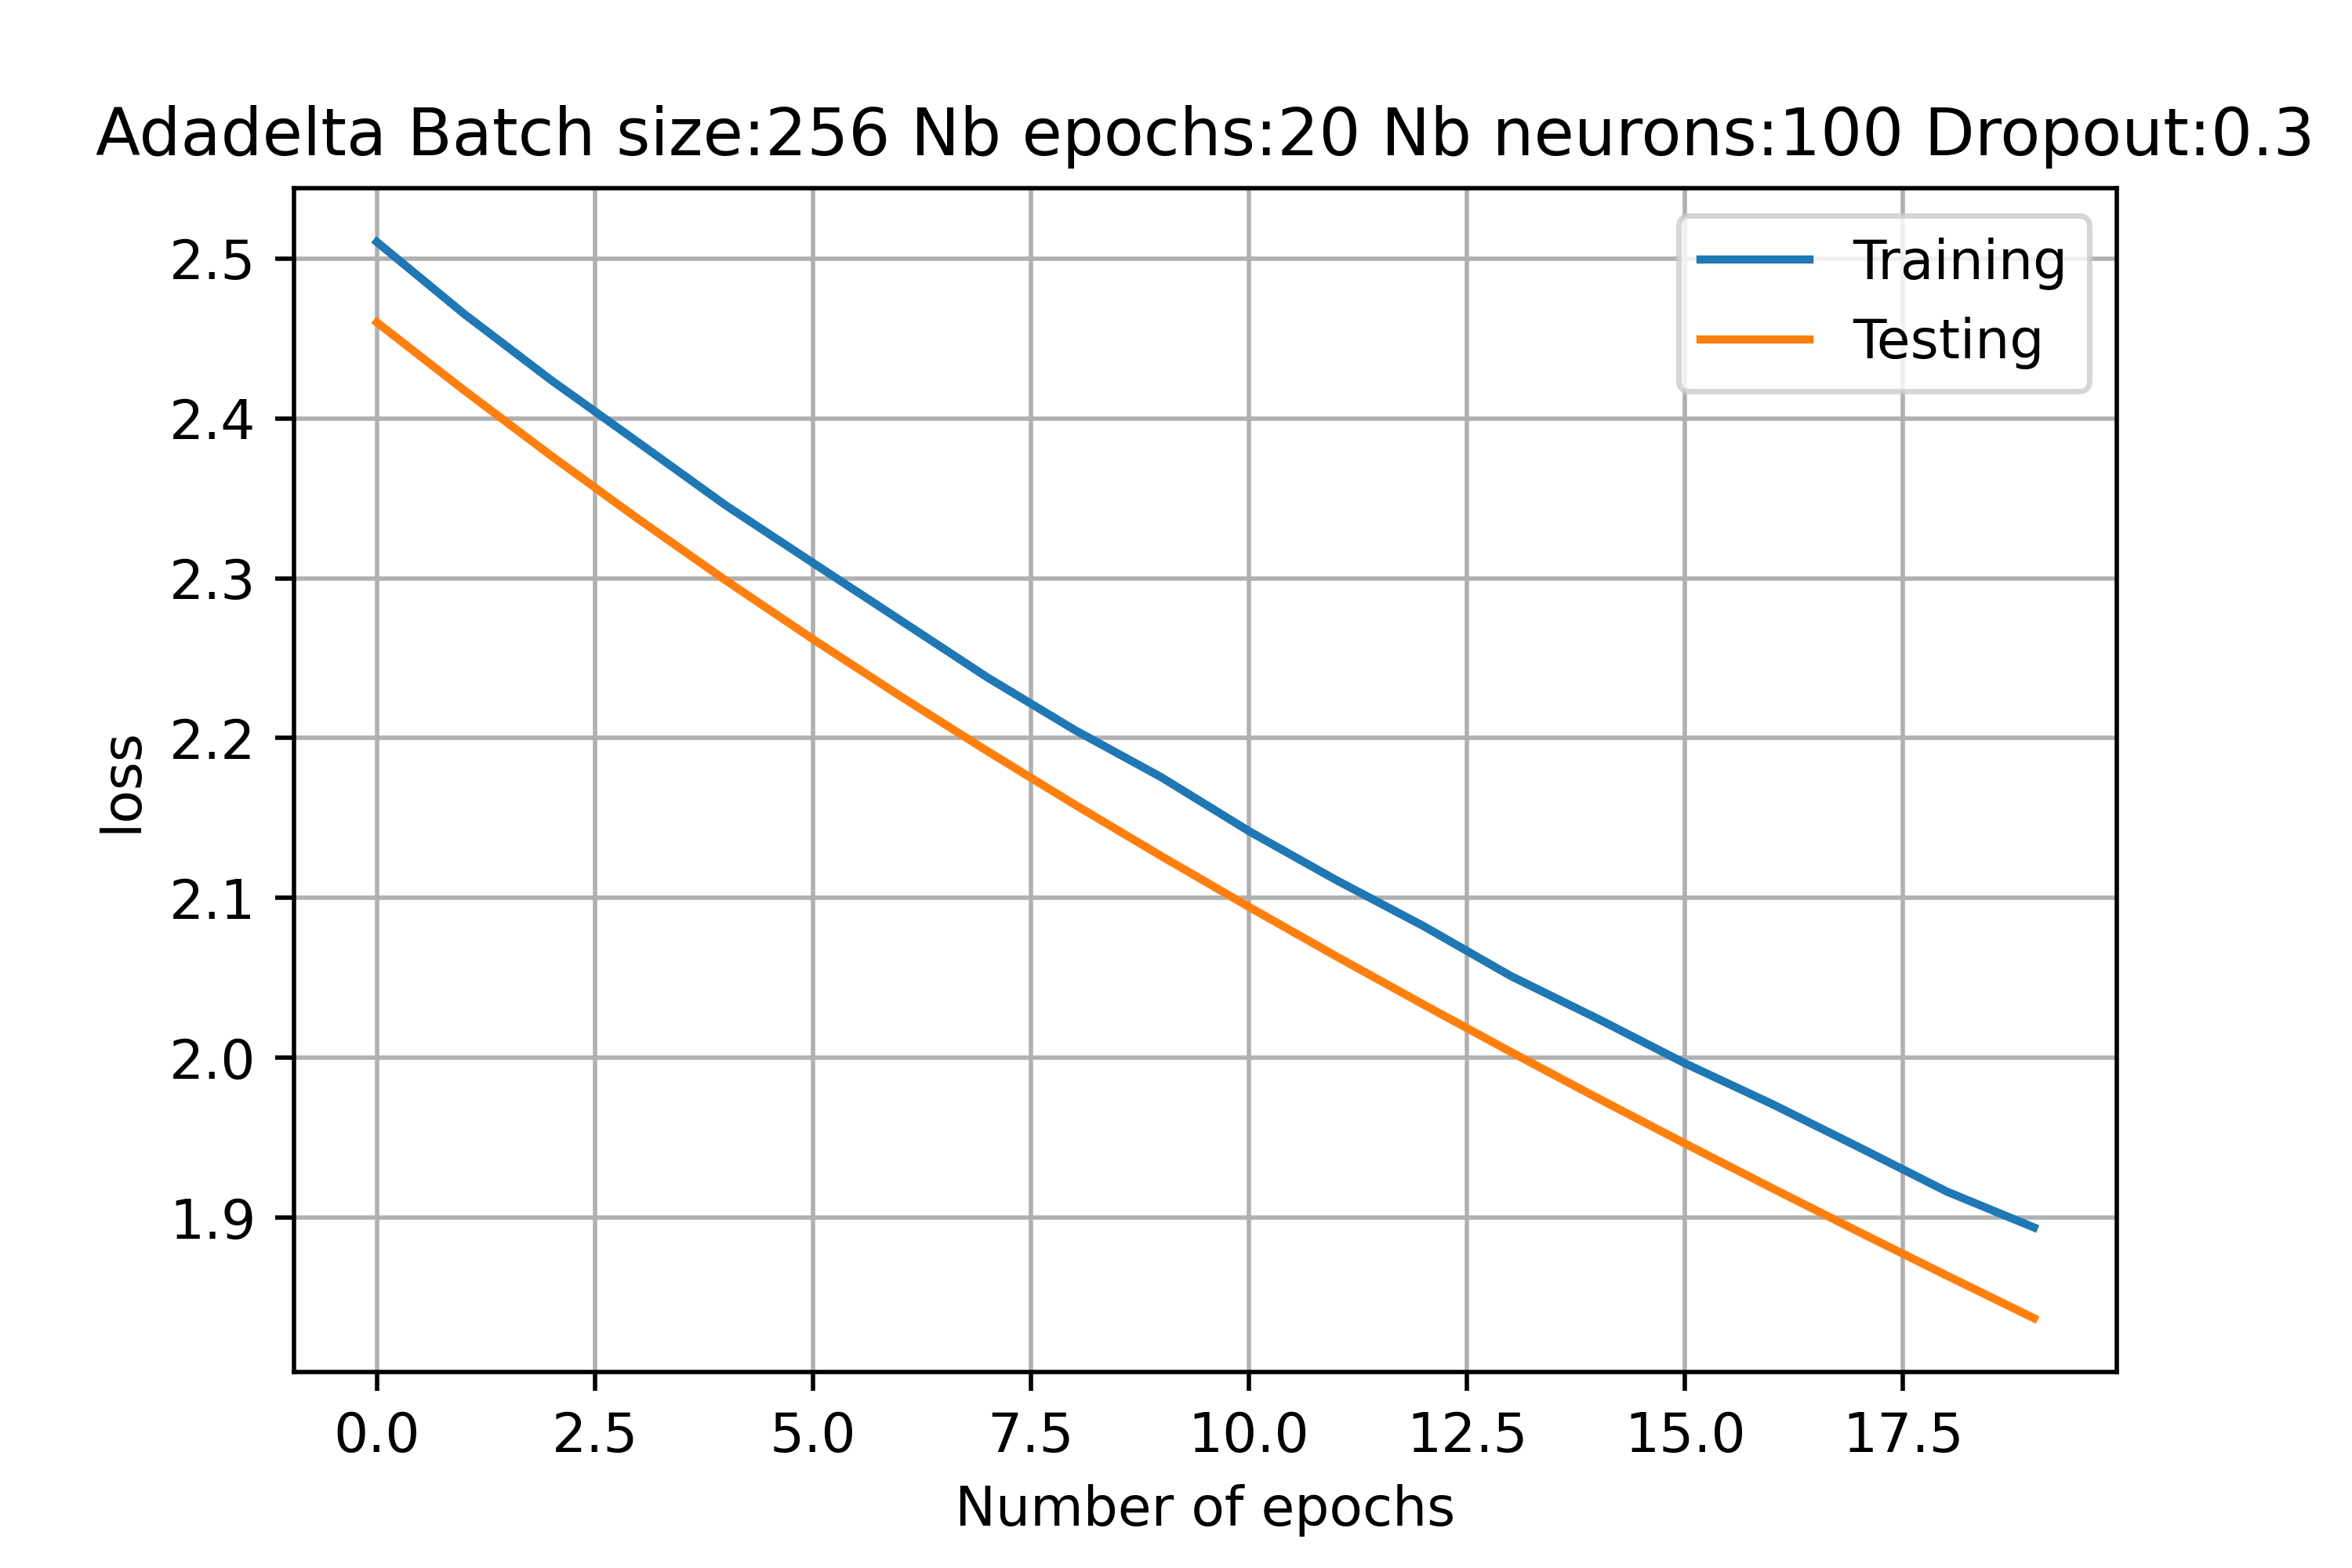 Adadelta Batch size:256 Nb epochs:20 Nb neurons:100 Dropout:0.3
Training
Testing
2.5
2.4
2.3
2.2
2.1
2.0
1.9
loss
0.0 2.5 5.0 7.5 10.0 12.5 15.0 17.5
Number of epochs